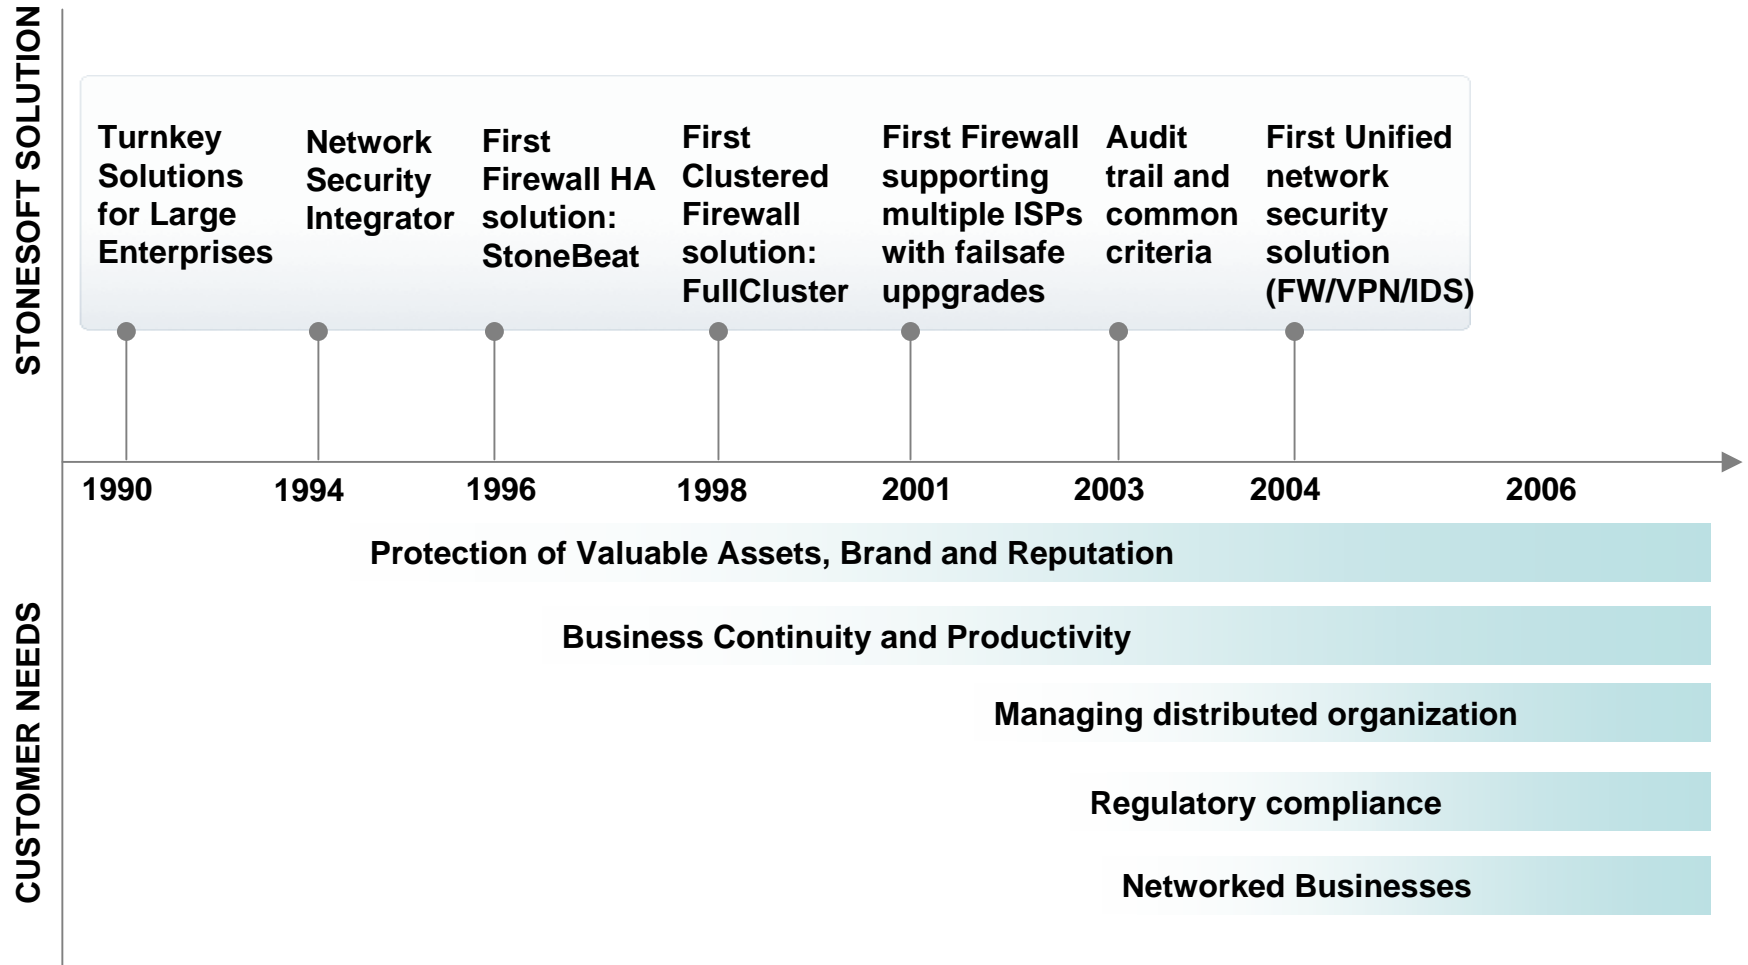 STONESOFT SOLUTION
Turnkey
Solutions
for Large
Enterprises
Network
Security
Integrator
First
Firewall HA
solution:
StoneBeat
First
Clustered
Firewall
solution:
FullCluster
First Firewall
supporting
multiple ISPs
with failsafe
uppgrades
Audit
trail and
common
criteria
First Unified
network
security
solution
(FW/VPN/IDS)
1990
1994
1996
1998
2001
2003
2004
2006
CUSTOMER NEEDS
Protection of Valuable Assets, Brand and Reputation
Business Continuity and Productivity
Managing distributed organization
Regulatory compliance
Networked Businesses